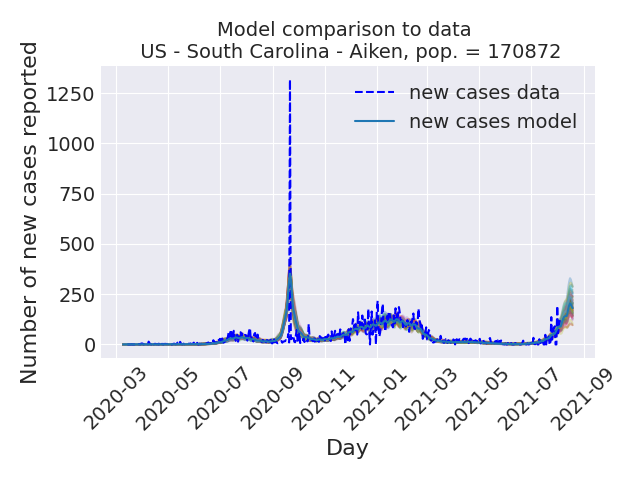 Model comparison to data
US - South Carolina - Aiken, pop. = 170872
Number of new cases reported
1250
1000
750
500
250
0
new cases data
new cases model
2020-03
2020-05
2020-07
2020-09
2020-11
2021-01
2021-03
2021-05
2021-07
2021-09
Day